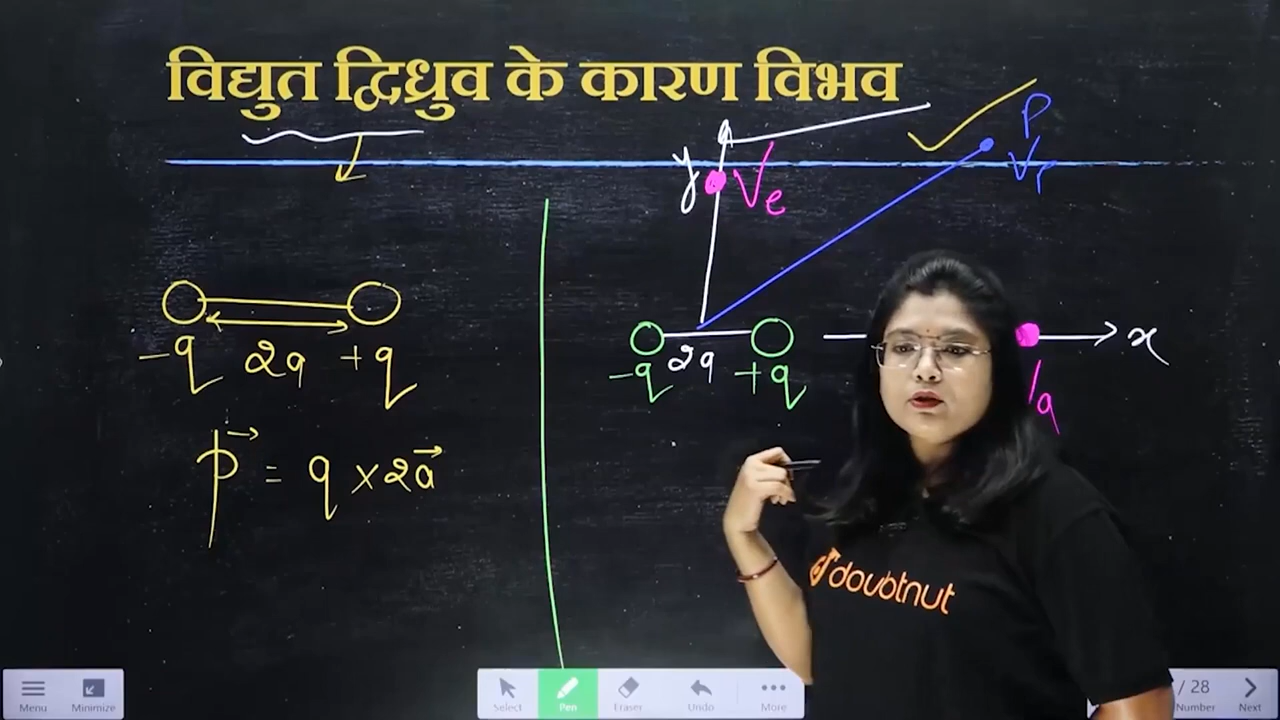 विद्युत द्विध्रुव के कारण विभव
P
Vr
y
Ve
-q 2a +q
p⃗ = q × 2a⃗
-q 2a +q
x
a
doubtnut
Menu
Minimize
Select
Pen
Eraser
Undo
More
/ 28
Number
Next